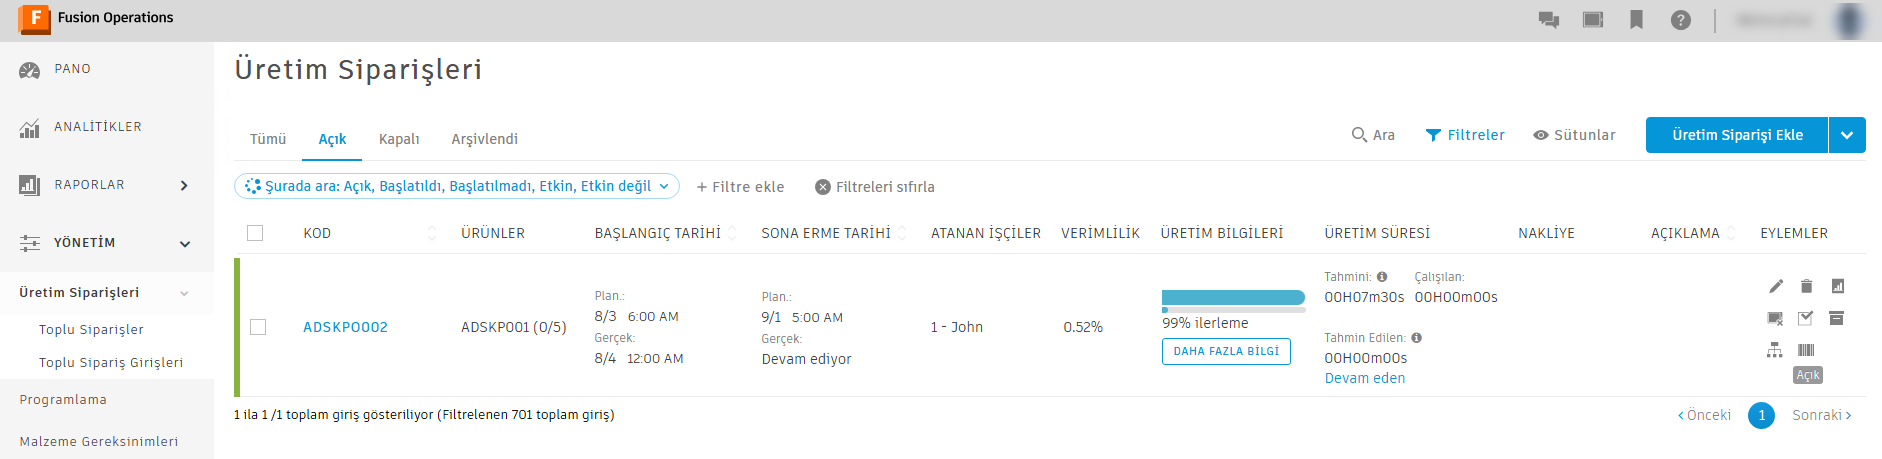 Fusion Operations
PANO
ANALİTİKLER
RAPORLAR
YÖNETİM
Üretim Siparişleri
Toplu Siparişler
Toplu Sipariş Girişleri
Programlama
Malzeme Gereksinimleri
Üretim Siparişleri
Tümü Açık Kapalı Arşivlendi
Ara Filtreler Sütunlar Üretim Siparişi Ekle
Şurada ara: Açık, Başlatıldı, Başlatılmadı, Etkin, Etkin değil + Filtre ekle Filtreleri sıfırla
KOD ÜRÜNLER BAŞLANGIÇ TARİHİ SONA ERME TARİHİ ATANAN İŞÇİLER VERİMLİLİK ÜRETİM BİLGİLERİ ÜRETİM SÜRESİ NAKLİYE AÇIKLAMA EYLEMLER
ADSKPO002
ADSKP001 (0/5)
Plan.:
8/3 6:00 AM
Gerçek:
8/4 12:00 AM
Plan.:
9/1 5:00 AM
Gerçek:
Devam ediyor
1 - John
0.52%
99% ilerleme
DAHA FAZLA BİLGİ
Tahmini: Çalışılan:
00H07m30s 00H00m00s
Tahmin Edilen:
00H00m00s
Devam eden
Açık
1 ila 1 /1 toplam giriş gösteriliyor (Filtrelenen 701 toplam giriş)
Önceki 1 Sonraki